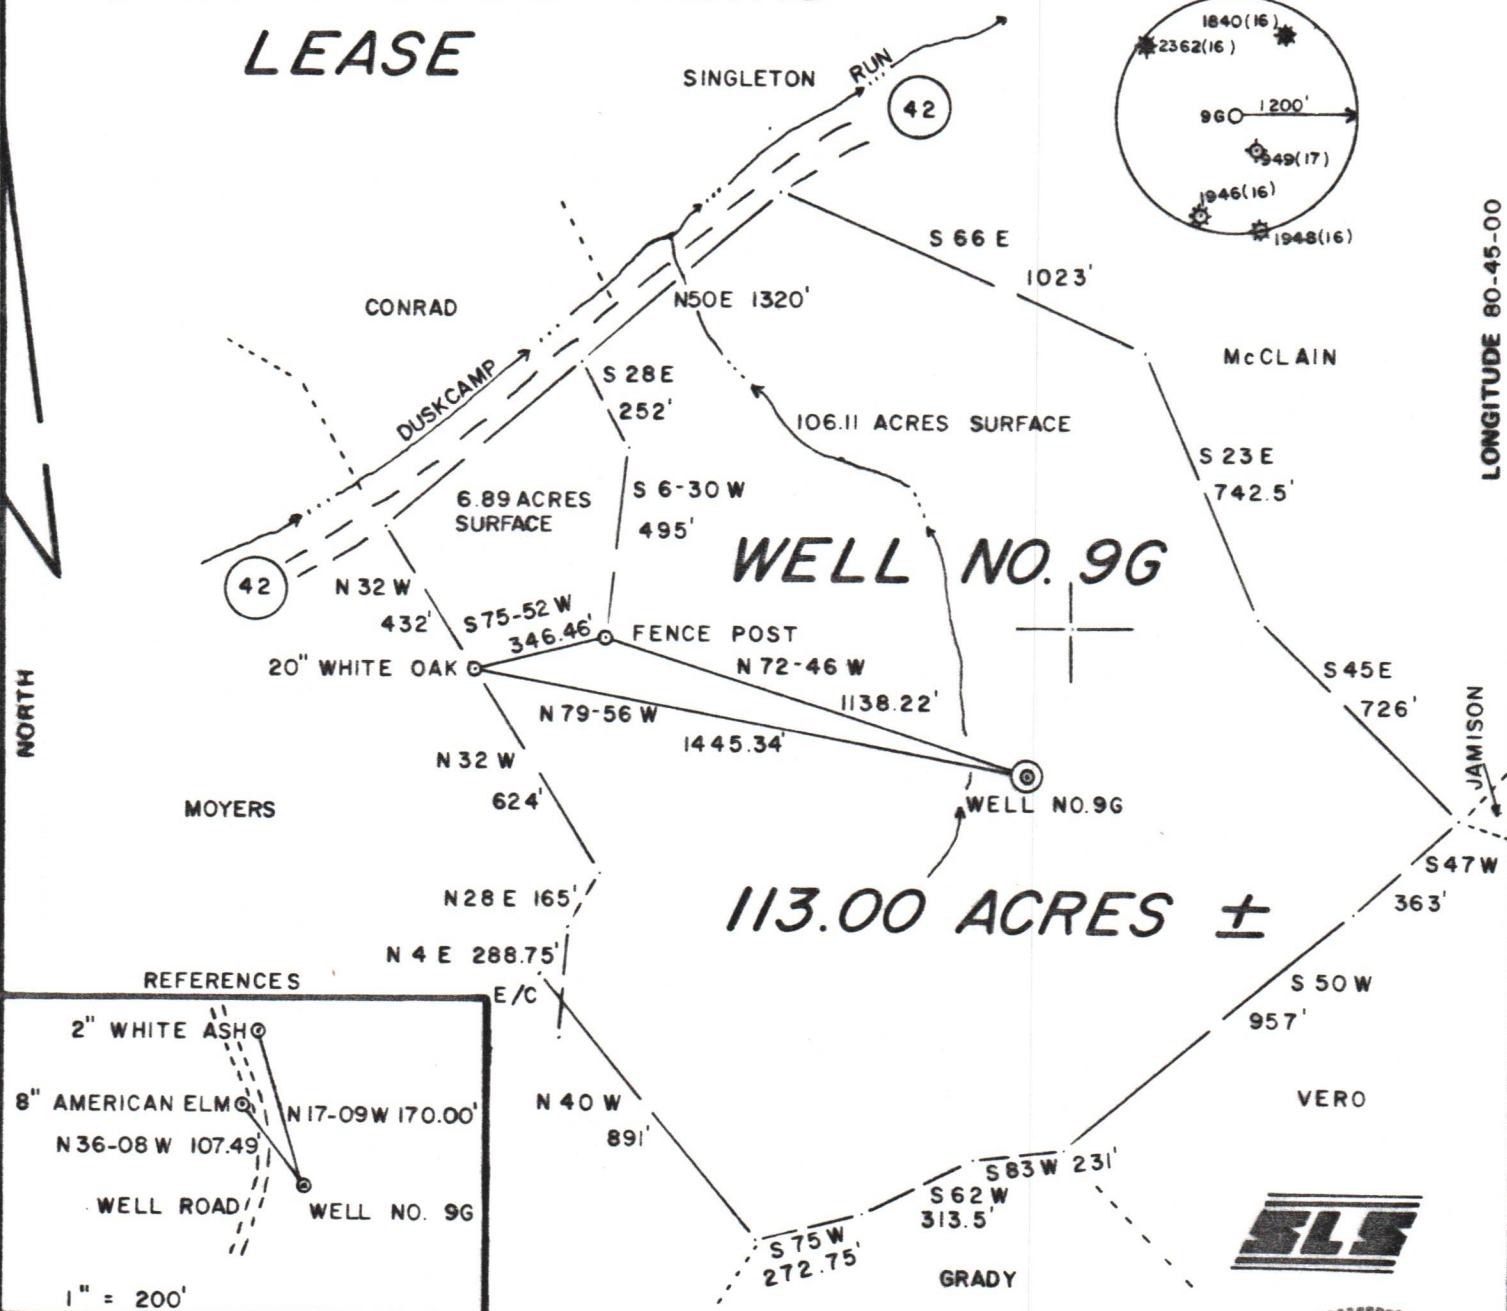 LEASE
SINGLETON
RUN
42
1840(16)
2362(16)
9G
1200'
949(17)
1946(16)
1948(16)
LONGITUDE 80-45-00
S 66 E
1023'
CONRAD
N50E 1320'
McCLAIN
DUSKCAMP
S 28E
252'
106.11 ACRES SURFACE
S 23 E
742.5'
6.89 ACRES
SURFACE
S 6-30 W
495'
WELL NO. 9G
42
N 32 W
432'
S75-52 W
346.46'
FENCE POST
20" WHITE OAK
N 72-46 W
1138.22'
S 45 E
726'
JAMISON
NORTH
N 79-56 W
1445.34'
N 32 W
624'
MOYERS
WELL NO. 9G
S47W
363'
N28 E 165'
113.00 ACRES ±
N 4 E 288.75'
E/C
S 50 W
957'
REFERENCES
2" WHITE ASH
8" AMERICAN ELM
N17-09W 170.00'
N 36-08 W 107.49'
WELL ROAD
WELL NO. 9G
1" = 200'
N 40 W
891'
VERO
S 83 W 231'
S 62 W
313.5'
S 75 W
272.75'
GRADY
SLS